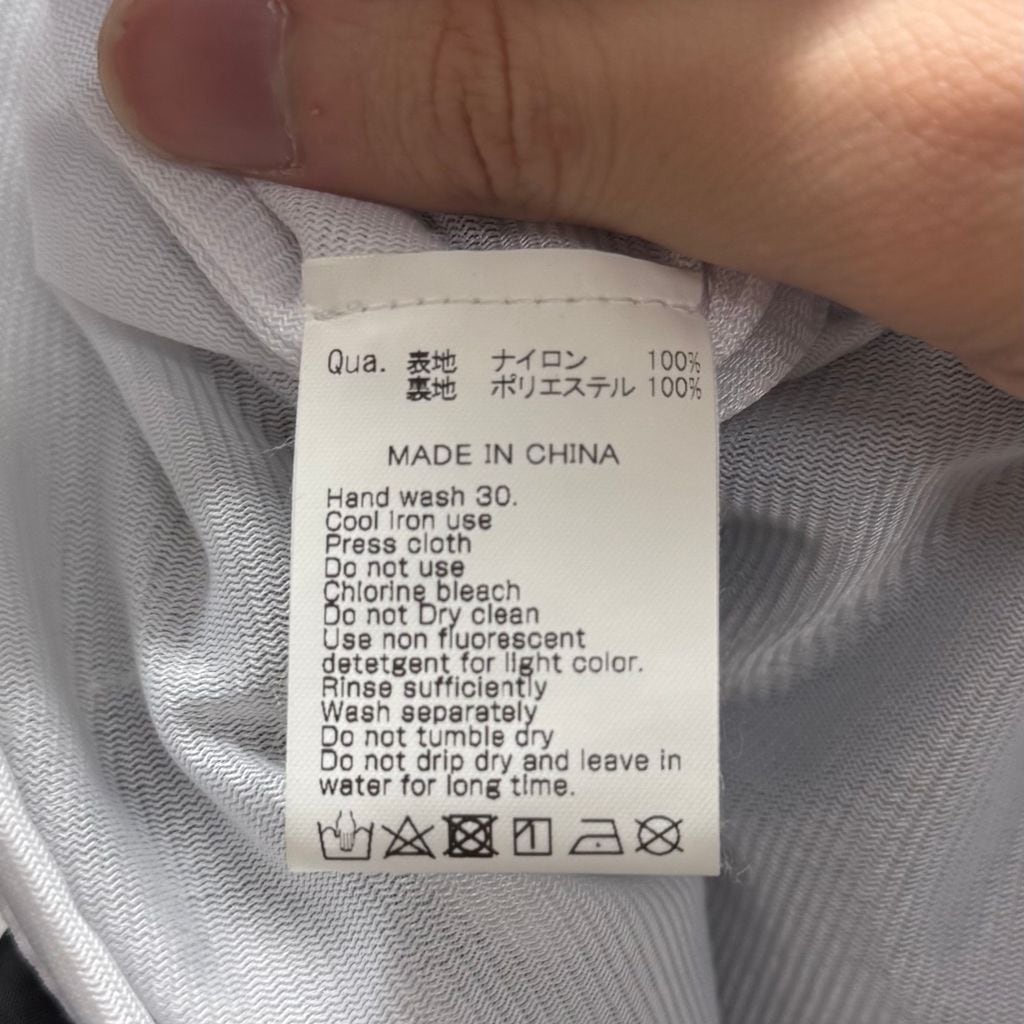 Qua. 表地 ナイロン 100%
裏地 ポリエステル 100%
MADE IN CHINA
Hand wash 30.
Cool iron use
Press cloth
Do not use
Chlorine bleach
Do not Dry clean
Use non fluorescent
detetgent for light color.
Rinse sufficiently
Wash separately
Do not tumble dry
Do not drip dry and leave in
water for long time.